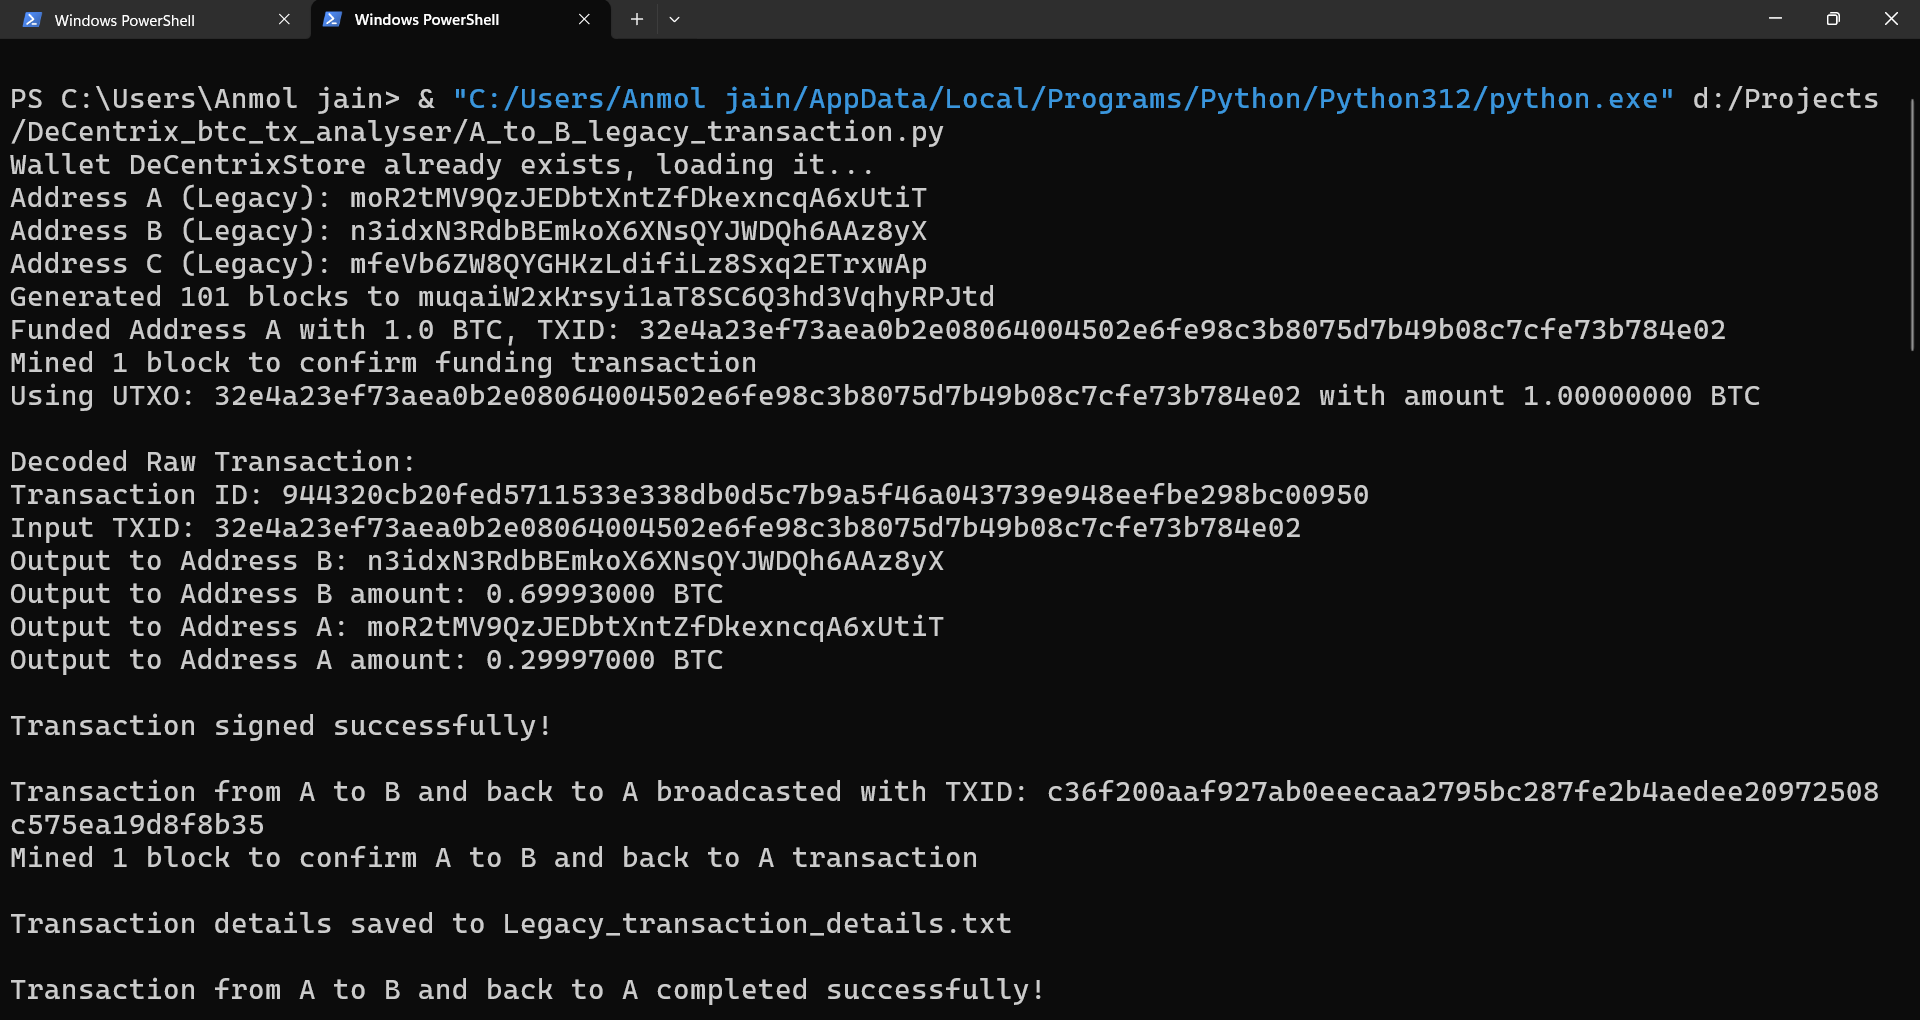 Windows PowerShell
Windows PowerShell
PS C:\Users\Anmol jain> & "C:/Users/Anmol jain/AppData/Local/Programs/Python/Python312/python.exe" d:/Projects
/DeCentrix_btc_tx_analyser/A_to_B_legacy_transaction.py
Wallet DeCentrixStore already exists, loading it...
Address A (Legacy): moR2tMV9QzJEDbtXntZfDkexncqA6xUtiT
Address B (Legacy): n3idxN3RdbBEmkoX6XNsQYJWDQh6AAz8yX
Address C (Legacy): mfeVb6ZW8QYGHKzLdifiLz8Sxq2ETrxwAp
Generated 101 blocks to muqaiW2xKrsyi1aT8SC6Q3hd3VqhyRPJtd
Funded Address A with 1.0 BTC, TXID: 32e4a23ef73aea0b2e08064004502e6fe98c3b8075d7b49b08c7cfe73b784e02
Mined 1 block to confirm funding transaction
Using UTXO: 32e4a23ef73aea0b2e08064004502e6fe98c3b8075d7b49b08c7cfe73b784e02 with amount 1.00000000 BTC
Decoded Raw Transaction:
Transaction ID: 944320cb20fed5711533e338db0d5c7b9a5f46a043739e948eefbe298bc00950
Input TXID: 32e4a23ef73aea0b2e08064004502e6fe98c3b8075d7b49b08c7cfe73b784e02
Output to Address B: n3idxN3RdbBEmkoX6XNsQYJWDQh6AAz8yX
Output to Address B amount: 0.69993000 BTC
Output to Address A: moR2tMV9QzJEDbtXntZfDkexncqA6xUtiT
Output to Address A amount: 0.29997000 BTC
Transaction signed successfully!
Transaction from A to B and back to A broadcasted with TXID: c36f200aaf927ab0eeecaa2795bc287fe2b4aedee20972508
c575ea19d8f8b35
Mined 1 block to confirm A to B and back to A transaction
Transaction details saved to Legacy_transaction_details.txt
Transaction from A to B and back to A completed successfully!